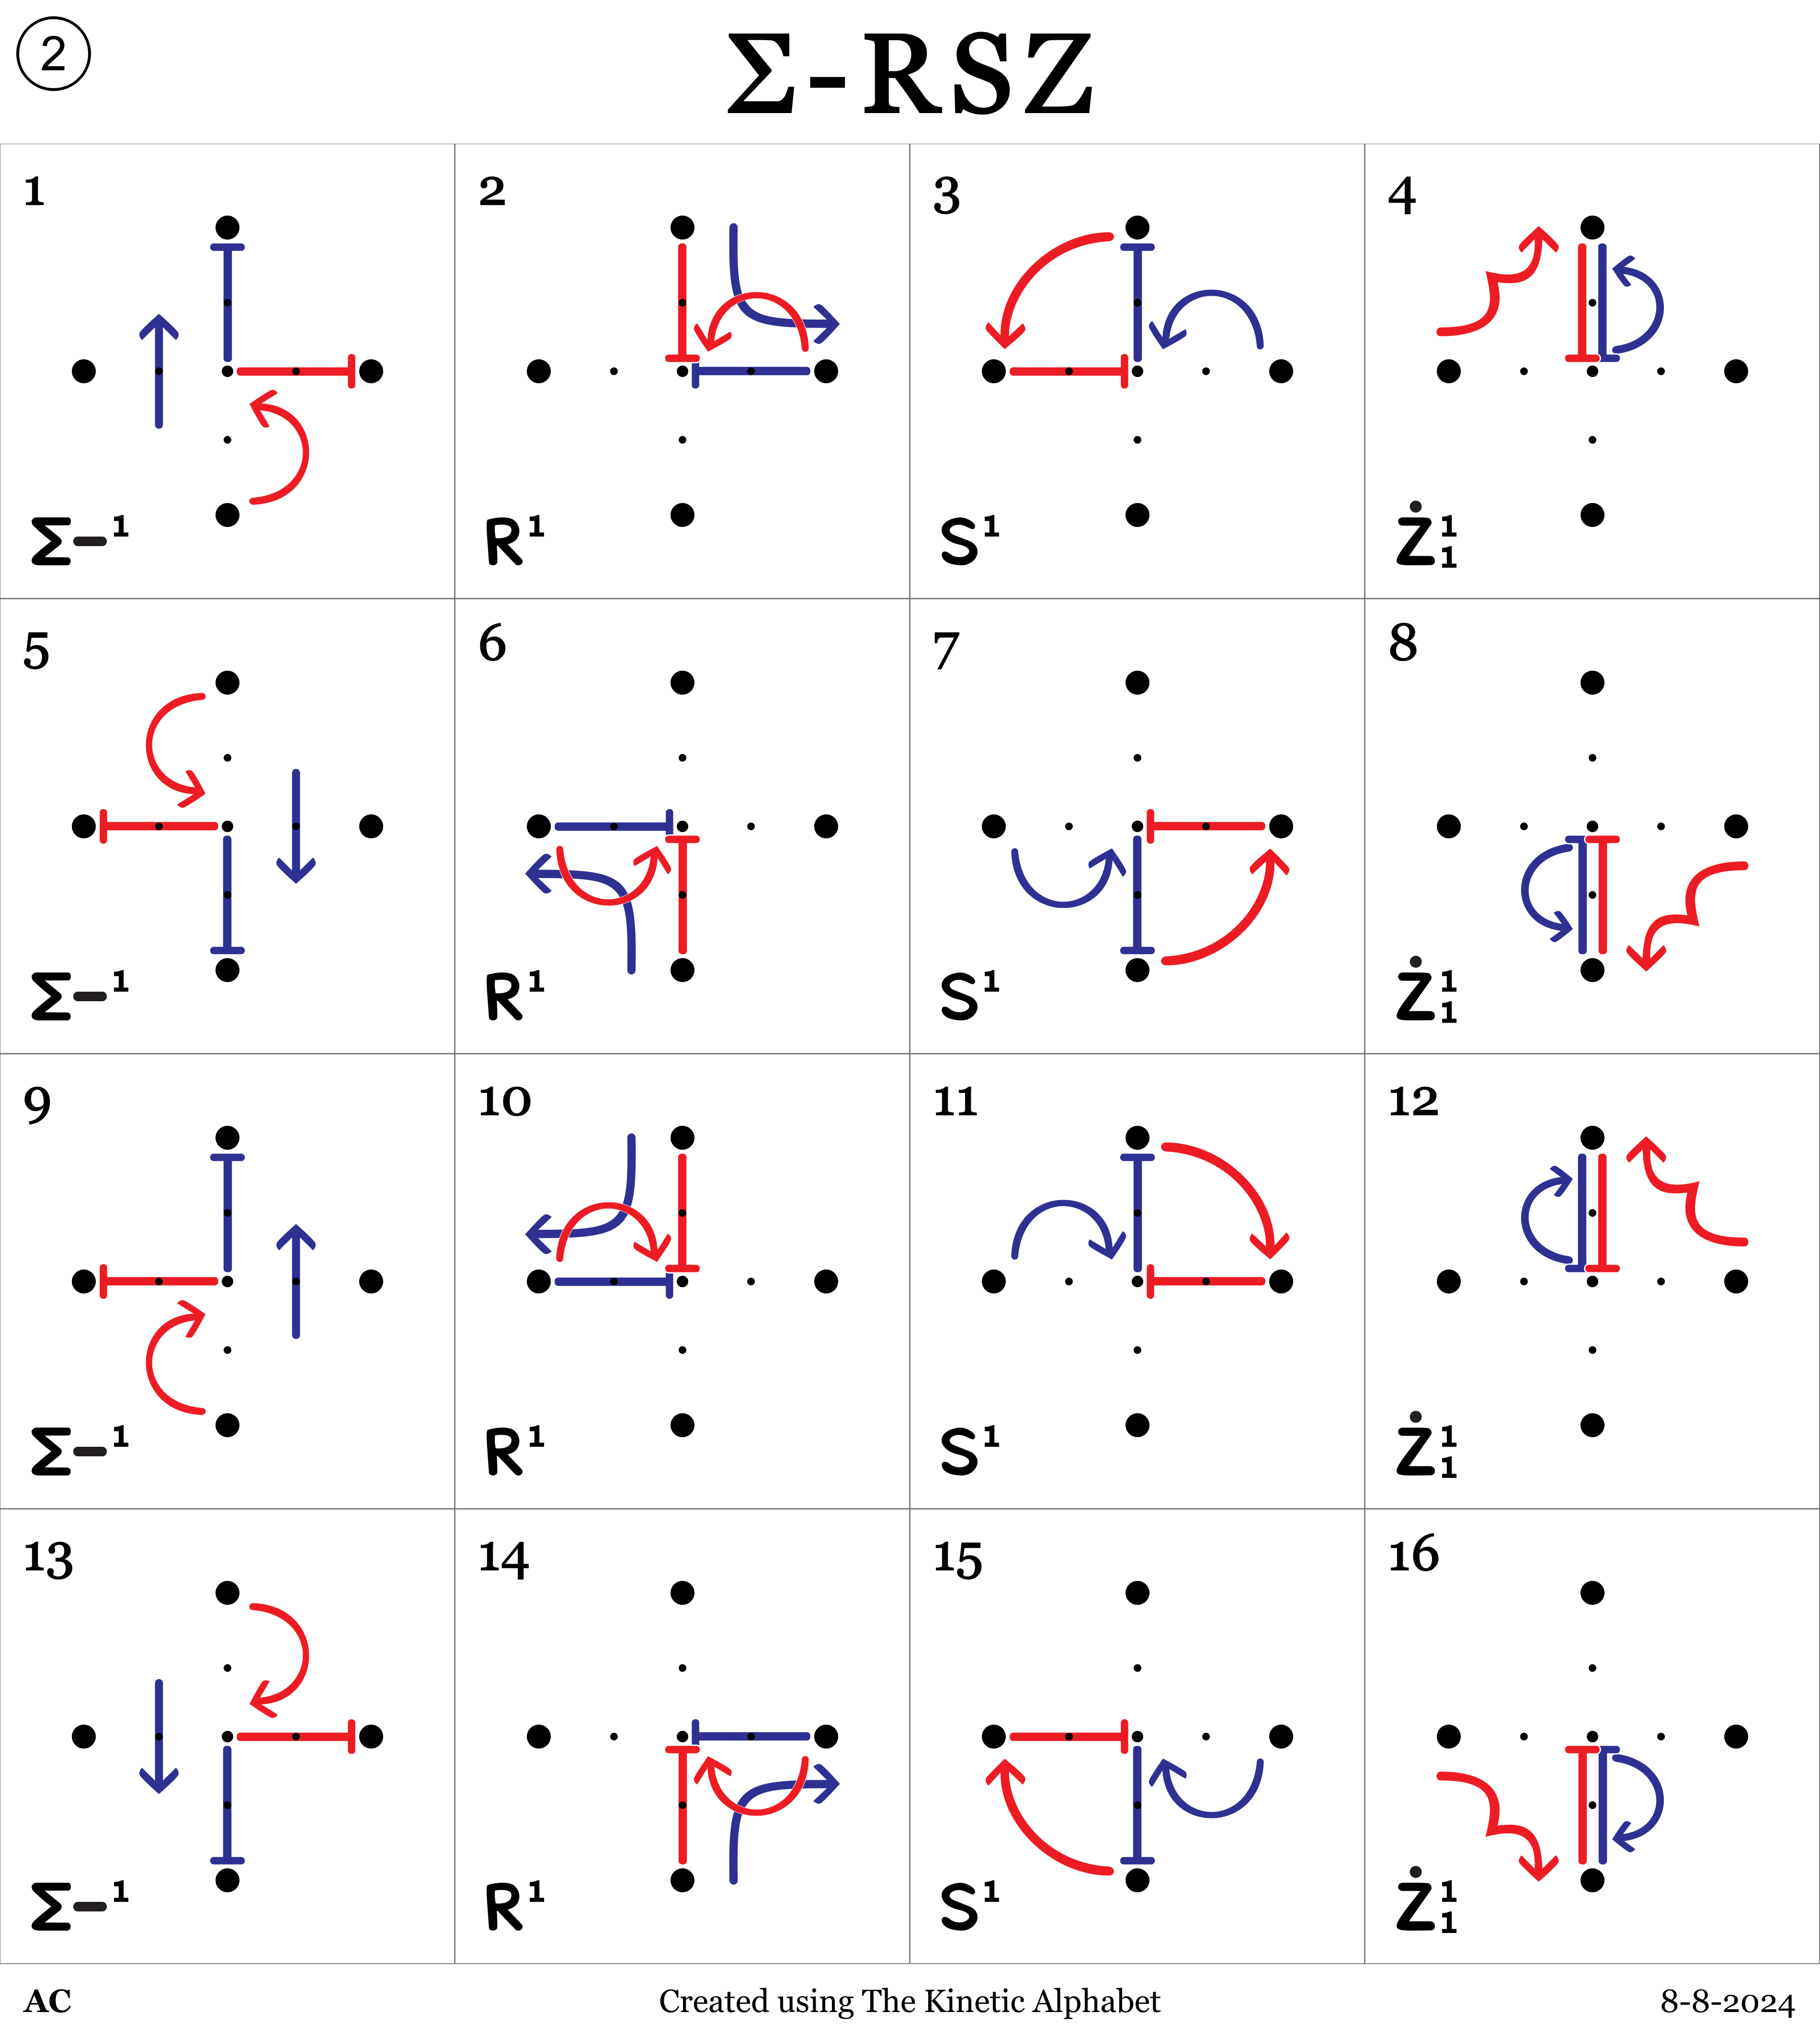 2
Σ-RSZ
1
Σ-¹
2
R¹
3
S¹
4
Ż¹₁
5
Σ-¹
6
R¹
7
S¹
8
Ż¹₁
9
Σ-¹
10
R¹
11
S¹
12
Ż¹₁
13
Σ-¹
14
R¹
15
S¹
16
Ż¹₁
AC
Created using The Kinetic Alphabet
8-8-2024